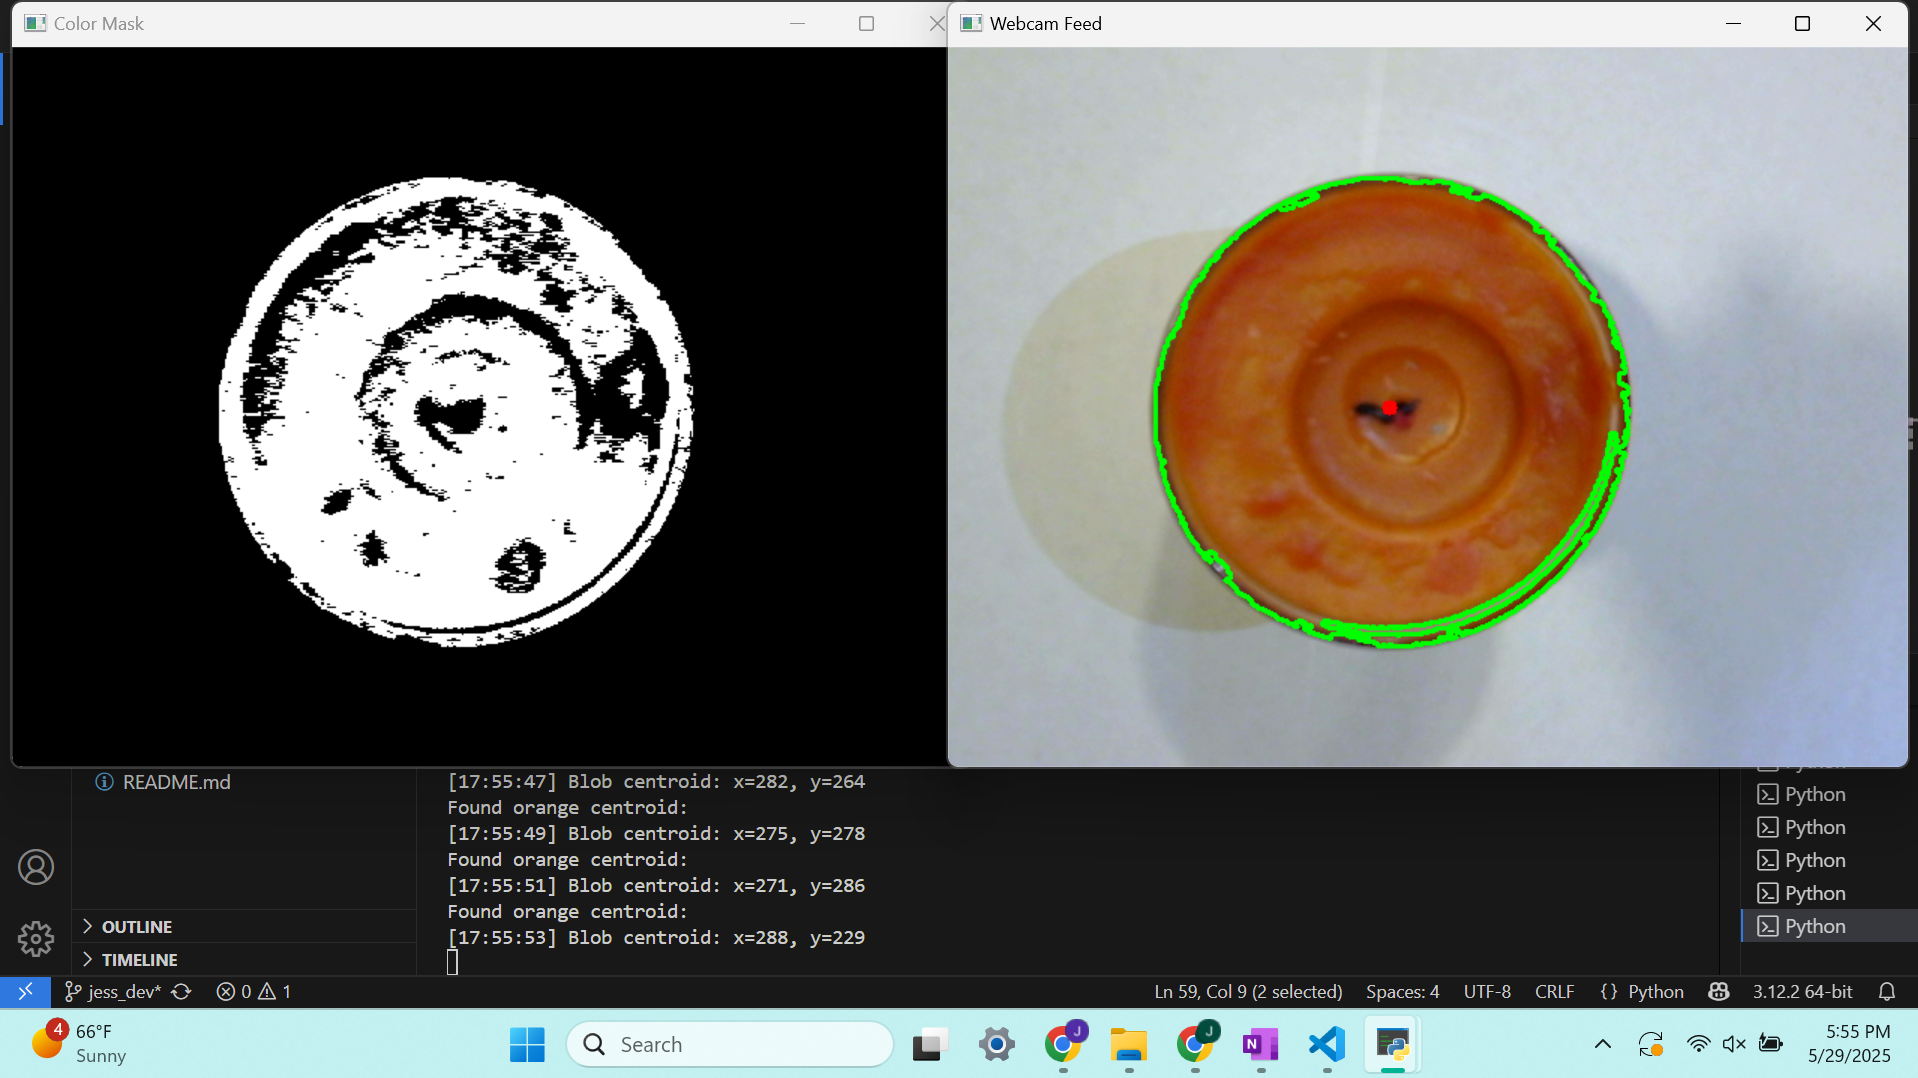 Color Mask
Webcam Feed
README.md
[17:55:47] Blob centroid: x=282, y=264
Found orange centroid:
[17:55:49] Blob centroid: x=275, y=278
Found orange centroid:
[17:55:51] Blob centroid: x=271, y=286
Found orange centroid:
[17:55:53] Blob centroid: x=288, y=229
Python
Python
Python
Python
Python
OUTLINE
TIMELINE
jess_dev* 0 1
Ln 59, Col 9 (2 selected) Spaces: 4 UTF-8 CRLF {} Python 3.12.2 64-bit
4
66°F
Sunny
Search
J
J
N
5:55 PM
5/29/2025